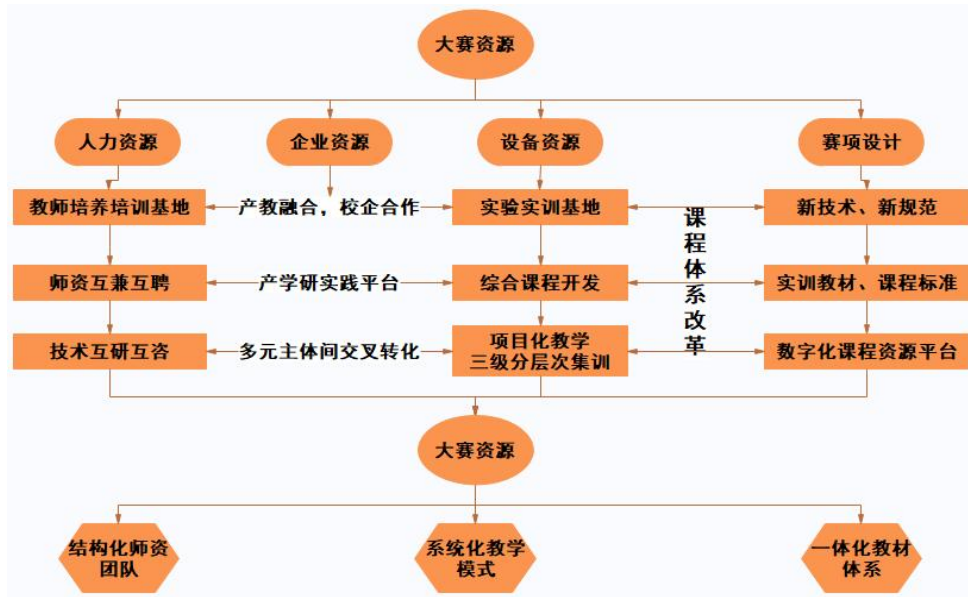 大赛资源
人力资源
企业资源
设备资源
赛项设计
教师培养培训基地
产教融合，校企合作
实验实训基地
新技术、新规范
课程体系改革
师资互兼互聘
产学研实践平台
综合课程开发
实训教材、课程标准
技术互研互咨
多元主体间交叉转化
项目化教学
三级分层次集训
数字化课程资源平台
大赛资源
结构化师资
团队
系统化教学
模式
一体化教材
体系